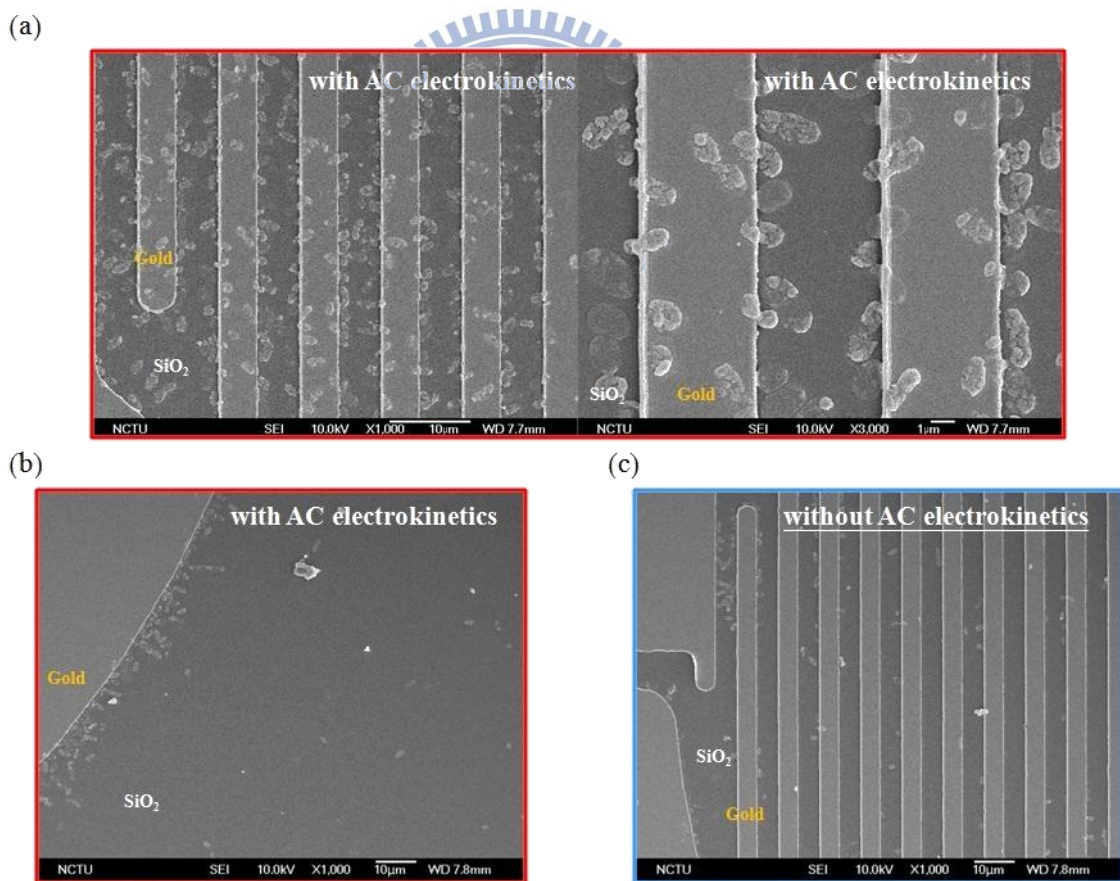 (a)
with AC electrokinetics
with AC electrokinetics
Gold
SiO₂
SiO₂
Gold
NCTU SEI 10.0kV X1,000 10μm WD 7.7mm
NCTU SEI 10.0kV X3,000 1μm WD 7.7mm
(b)
(c)
with AC electrokinetics
Gold
SiO₂
NCTU SEI 10.0kV X1,000 10μm WD 7.8mm
without AC electrokinetics
SiO₂
Gold
NCTU SEI 10.0kV X1,000 10μm WD 7.8mm